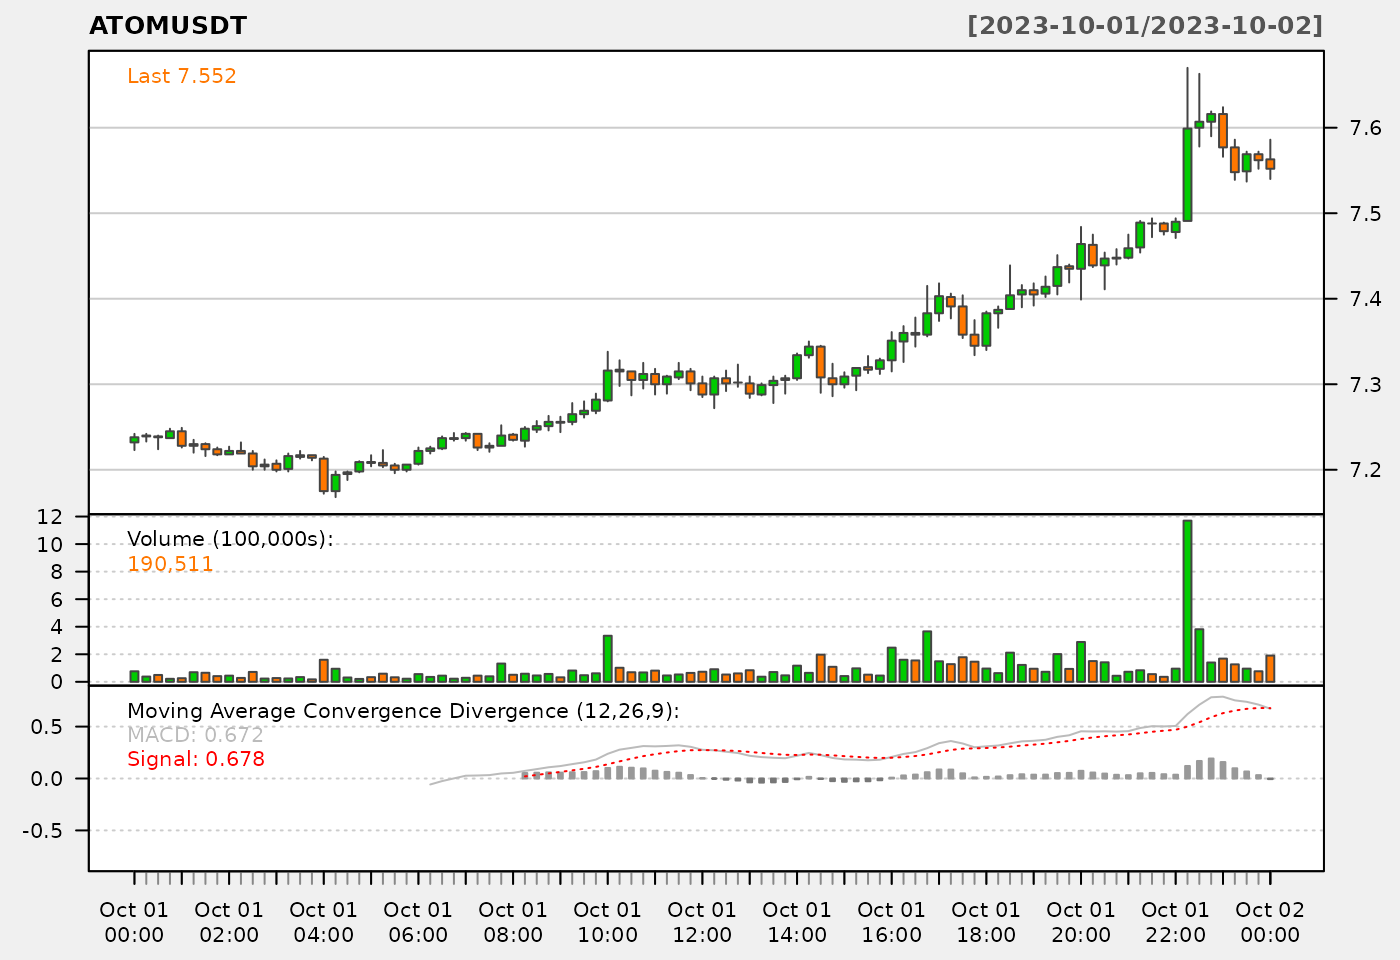 ATOMUSDT
[2023-10-01/2023-10-02]
Last 7.552
7.6
7.5
7.4
7.3
7.2
Volume (100,000s):
190,511
12
10
8
6
4
2
0
Moving Average Convergence Divergence (12,26,9):
MACD: 0.672
Signal: 0.678
0.5
0.0
-0.5
Oct 01 Oct 01 Oct 01 Oct 01 Oct 01 Oct 01 Oct 01 Oct 01 Oct 01 Oct 01 Oct 01 Oct 01 Oct 02
00:00 02:00 04:00 06:00 08:00 10:00 12:00 14:00 16:00 18:00 20:00 22:00 00:00